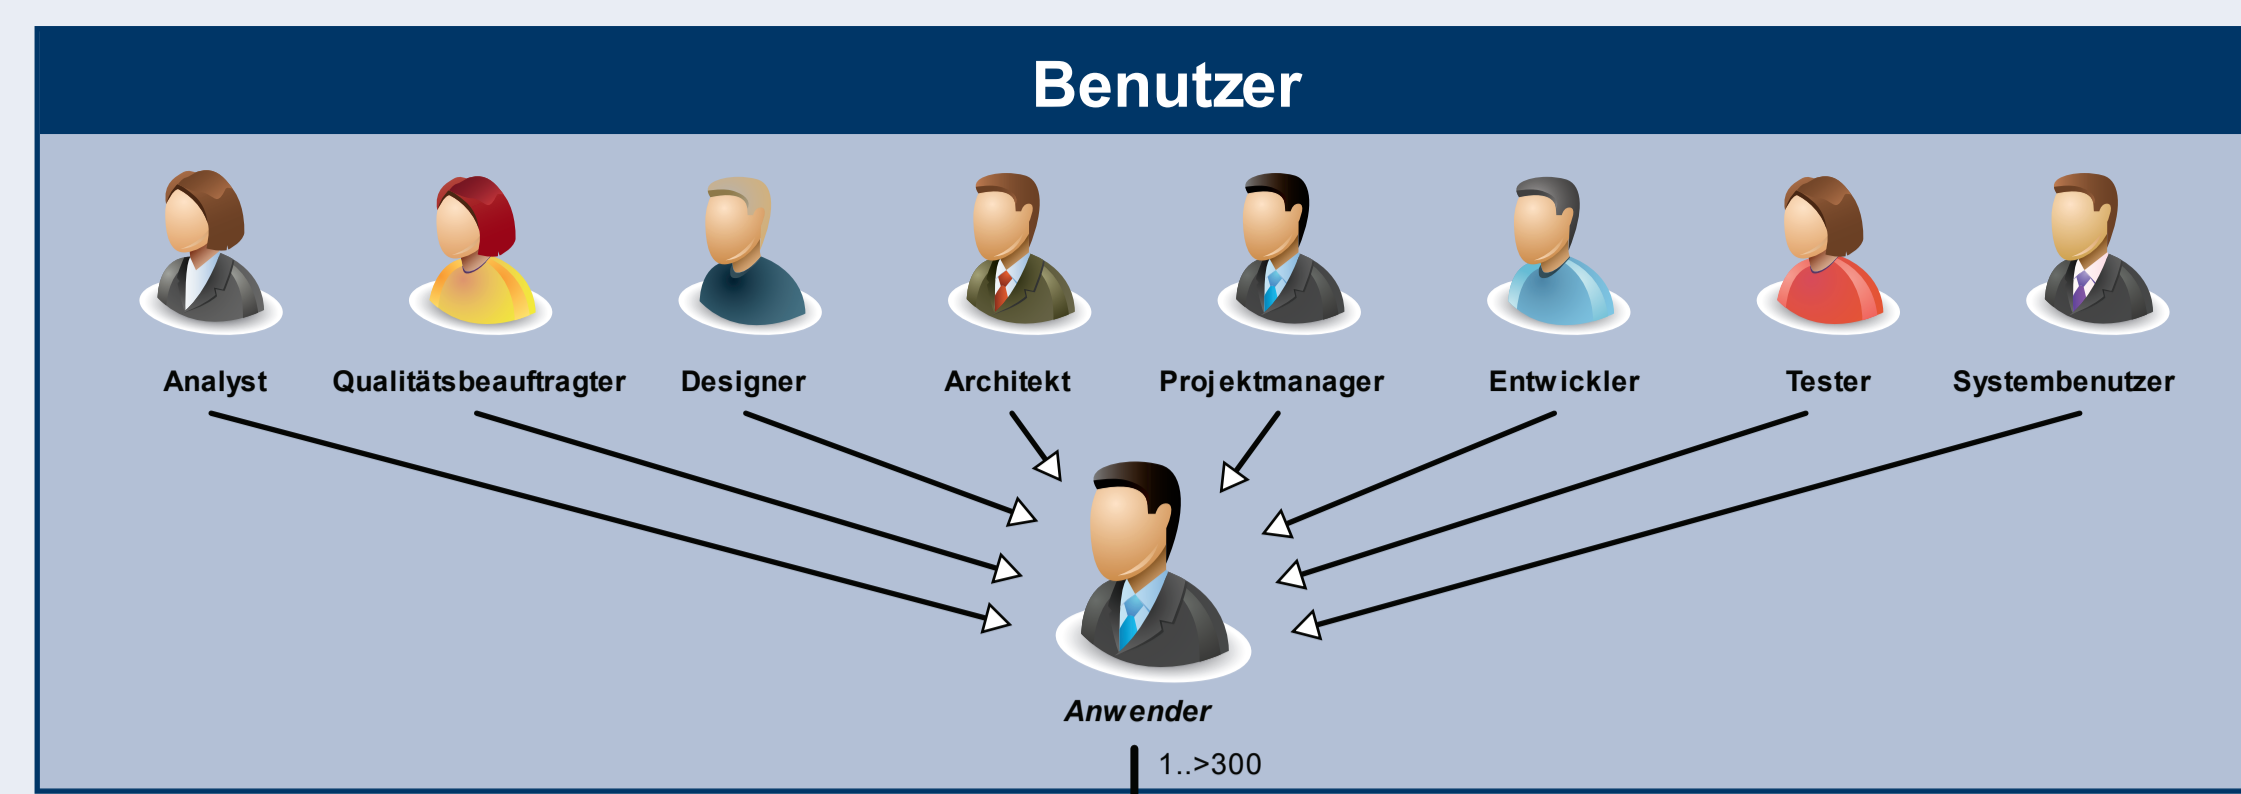 Benutzer
Analyst Qualitätsbeauftragter Designer Architekt Projektmanager Entwickler Tester Systembenutzer
Anwender
1..>300